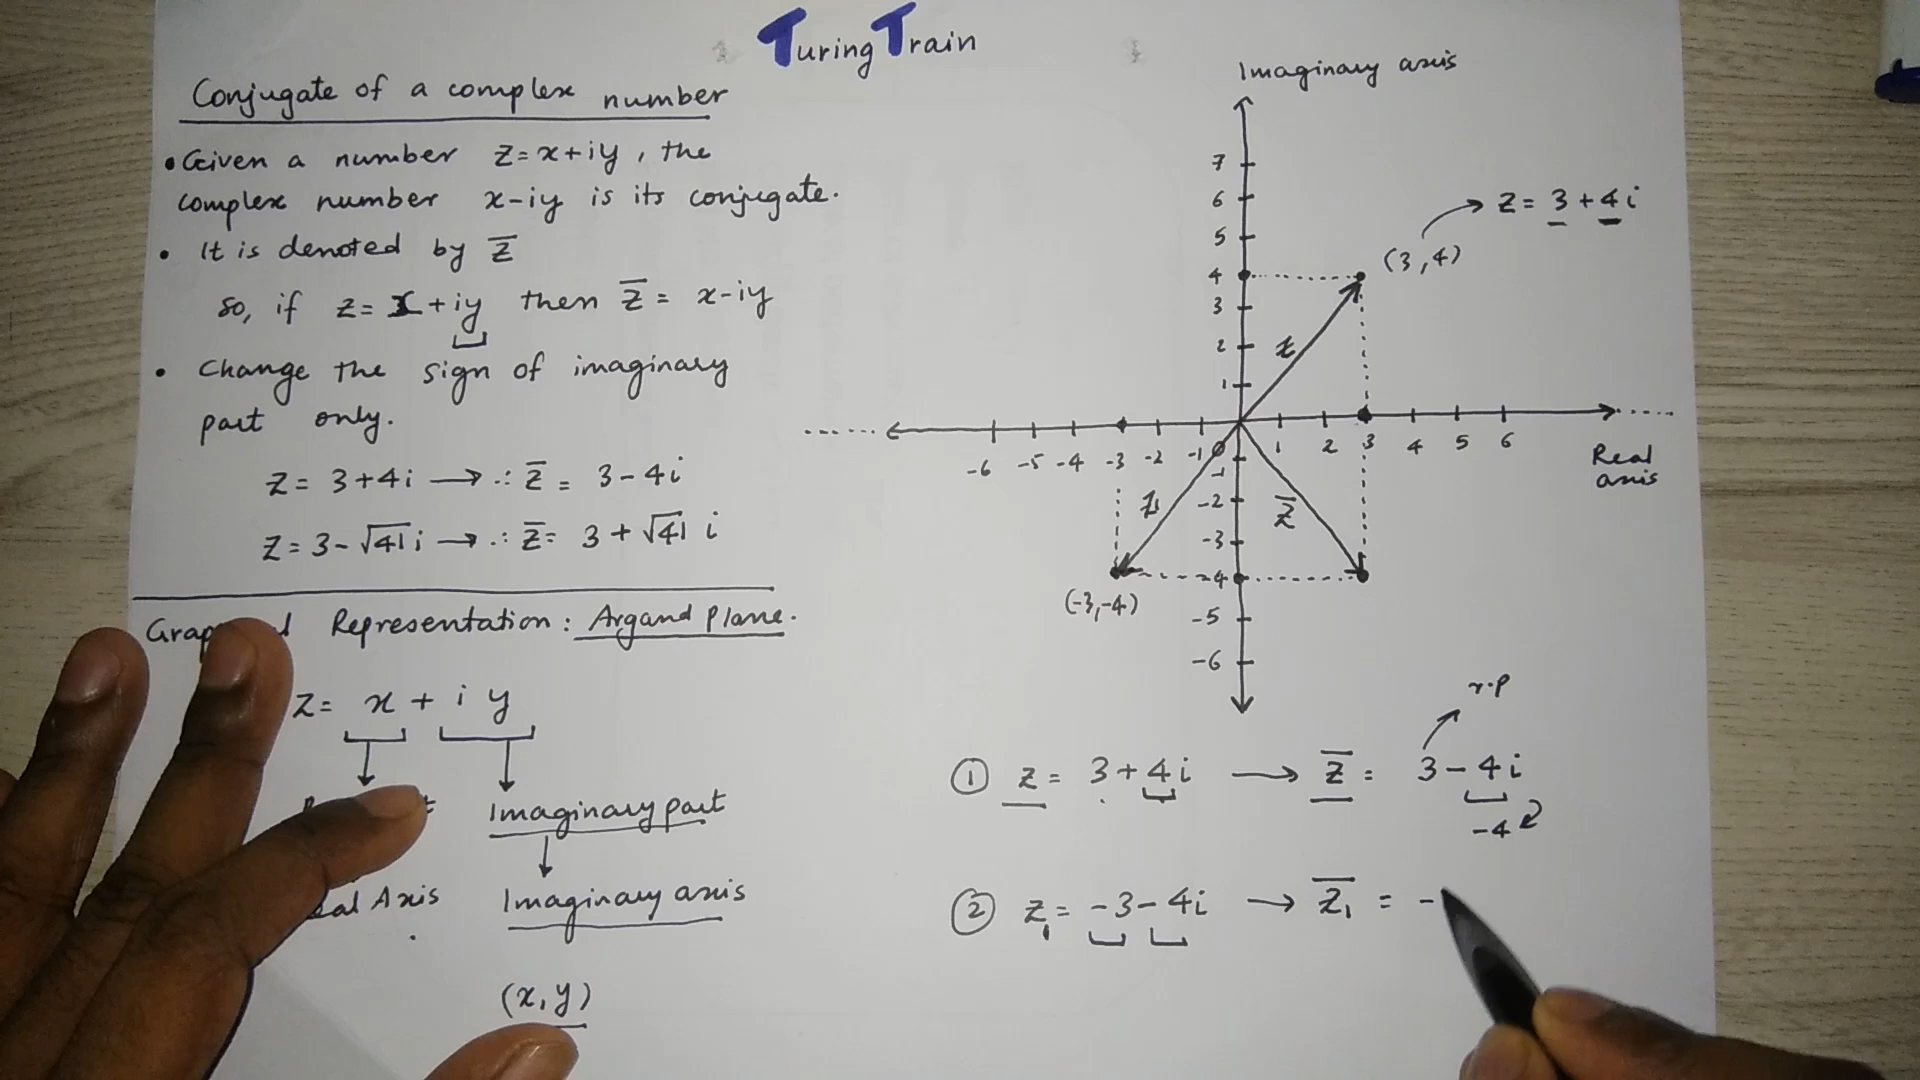 Turing Train
Conjugate of a complex number
• Given a number z = x + iy, the
complex number x - iy is its conjugate.
• It is denoted by z̅
so, if z = x + iy then z̅ = x - iy
• Change the sign of imaginary
part only.
z = 3 + 4i → ∴ z̅ = 3 - 4i
z = 3 - √41 i → ∴ z̅ = 3 + √41 i
Representation: Argand Plane.
z = x + i y
Imaginary part
Axis Imaginary axis
(x, y)
Imaginary axis
7
6
5
4
3
2
1
z = 3 + 4i
(3, 4)
z
-6 -5 -4 -3 -2 -1 0 1 2 3 4 5 6
Real
axis
-1
-2
-3
-4
-5
-6
z̅
(-3, -4)
r.p
① z = 3 + 4i → z̅ = 3 - 4i
-4
② z₁ = -3 - 4i → z̅₁ = -